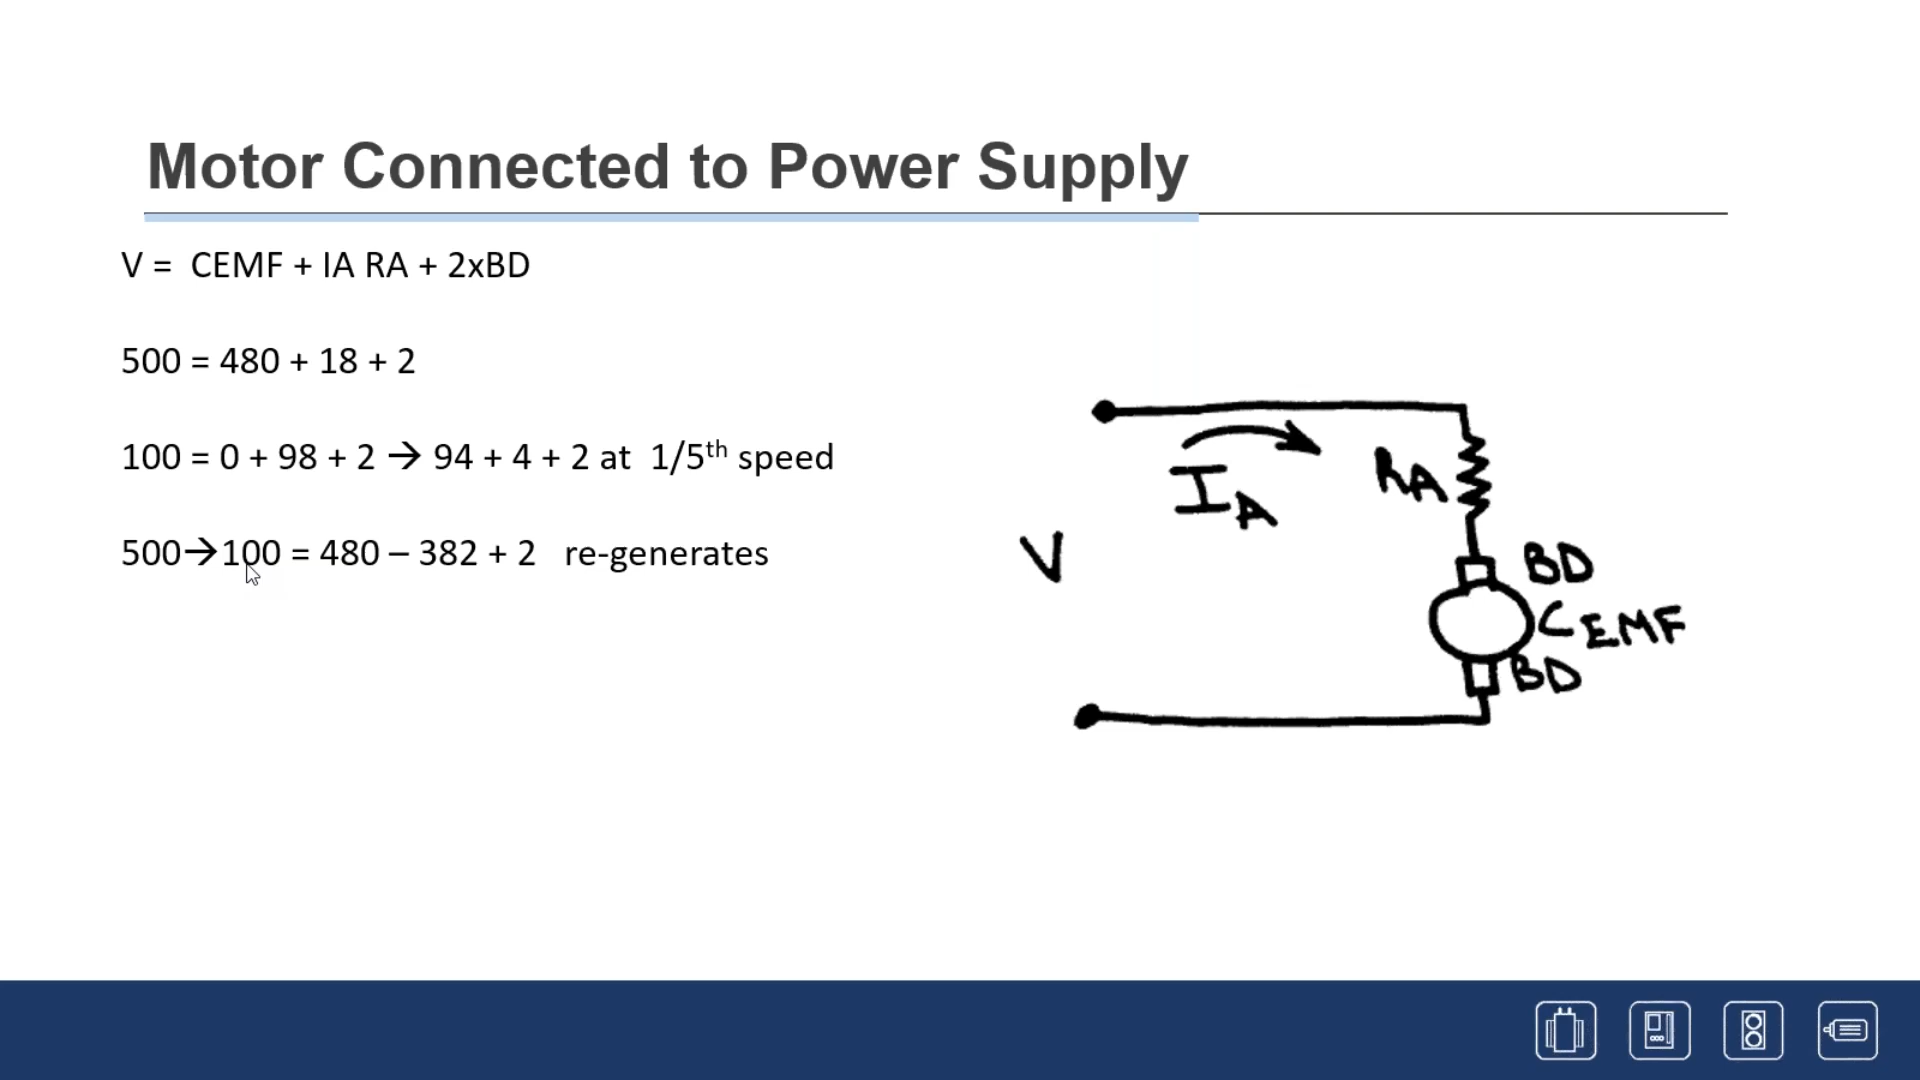 Motor Connected to Power Supply
V = CEMF + IA RA + 2xBD
500 = 480 + 18 + 2
100 = 0 + 98 + 2 → 94 + 4 + 2 at 1/5th speed
500→100 = 480 – 382 + 2 re-generates
IA
RA
V
BD
CEMF
BD